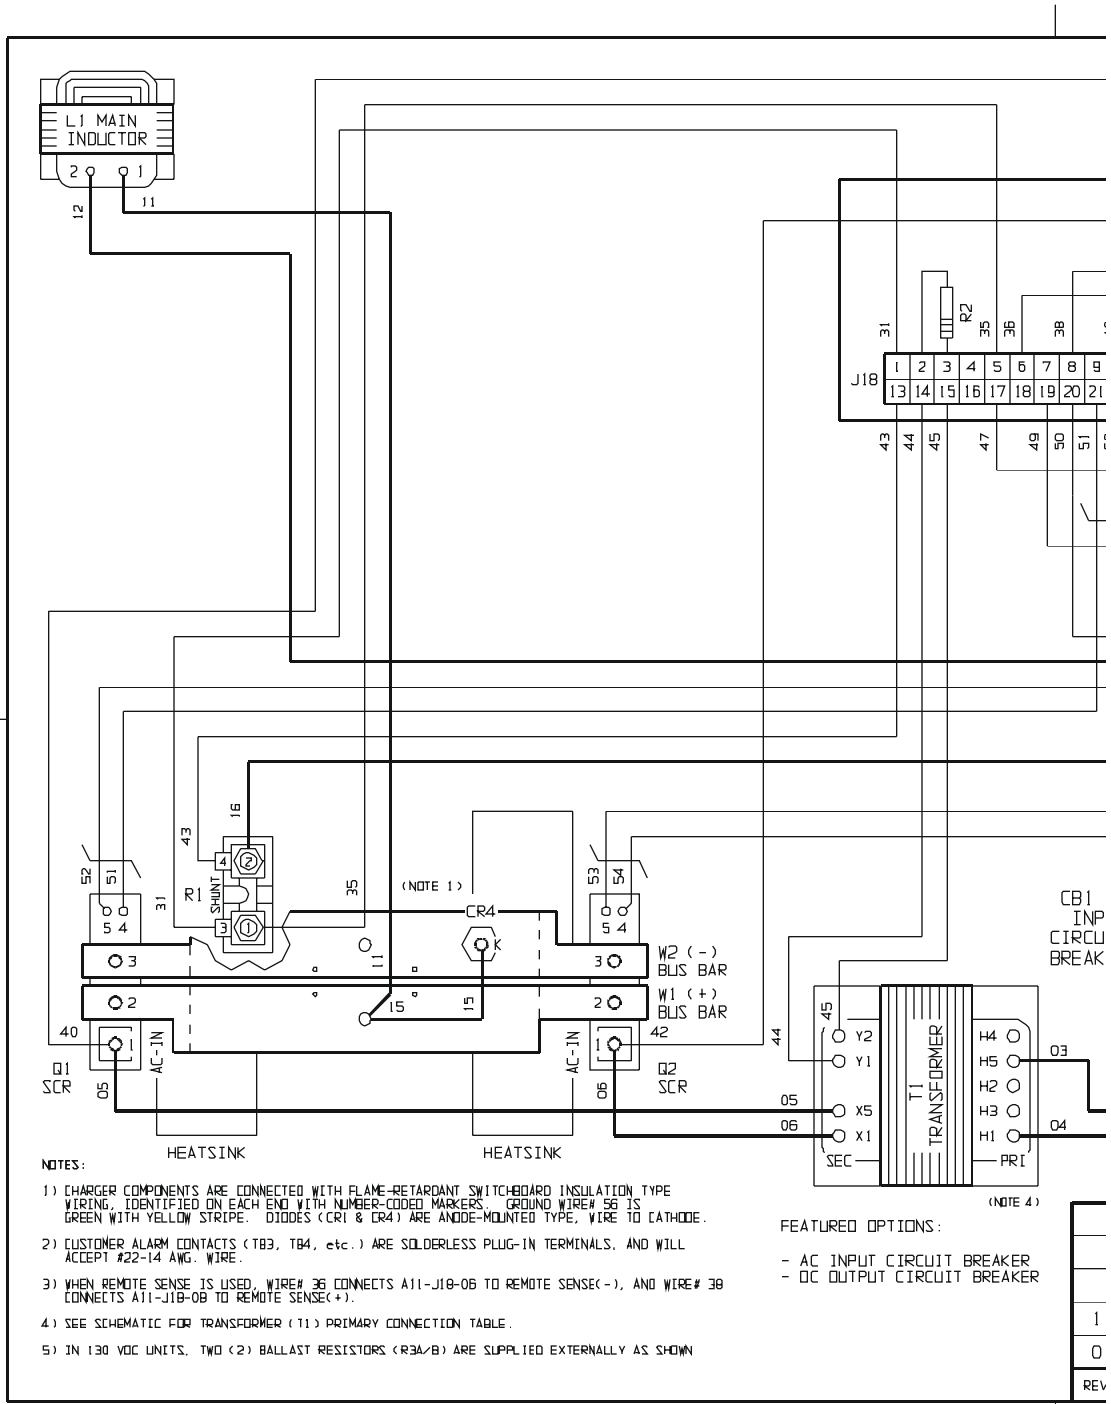 L1 MAIN
INDUCTOR
2 1
12
11
31
R2
35
36
38
J18
1 2 3 4 5 6 7 8 9
13 14 15 16 17 18 19 20 21
43
44
45
47
49
50
51
16
43
52
51
31
R1
SHUNT
4 2
3 1
35
(NOTE 1)
CR4
K
53
54
5 4
5 4
CB1
INP
CIRCU
BREAK
3
11
3
W2 (-)
BUS BAR
2
15
15
2
W1 (+)
BUS BAR
40
1
AC-IN
AC-IN
1
42
Q1
SCR
05
06
Q2
SCR
44
45
Y2
Y1
X5
X1
SEC
T1
TRANSFORMER
H4
H5
H2
H3
H1
PRI
03
04
05
06
HEATSINK
HEATSINK
(NOTE 4)
NOTES:
1) CHARGER COMPONENTS ARE CONNECTED WITH FLAME-RETARDANT SWITCHBOARD INSULATION TYPE
WIRING, IDENTIFIED ON EACH END WITH NUMBER-CODED MARKERS. GROUND WIRE# 56 IS
GREEN WITH YELLOW STRIPE. DIODES (CR1 & CR4) ARE ANODE-MOUNTED TYPE, WIRE TO CATHODE.
2) CUSTOMER ALARM CONTACTS (TB3, TB4, etc.) ARE SOLDERLESS PLUG-IN TERMINALS, AND WILL
ACCEPT #22-14 AWG. WIRE.
3) WHEN REMOTE SENSE IS USED, WIRE# 36 CONNECTS A11-J18-06 TO REMOTE SENSE(-), AND WIRE# 38
CONNECTS A11-J18-08 TO REMOTE SENSE(+).
4) SEE SCHEMATIC FOR TRANSFORMER (T1) PRIMARY CONNECTION TABLE.
5) IN 130 VDC UNITS, TWO (2) BALLAST RESISTORS (R3A/B) ARE SUPPLIED EXTERNALLY AS SHOWN
FEATURED OPTIONS:
- AC INPUT CIRCUIT BREAKER
- DC OUTPUT CIRCUIT BREAKER
1
0
REV